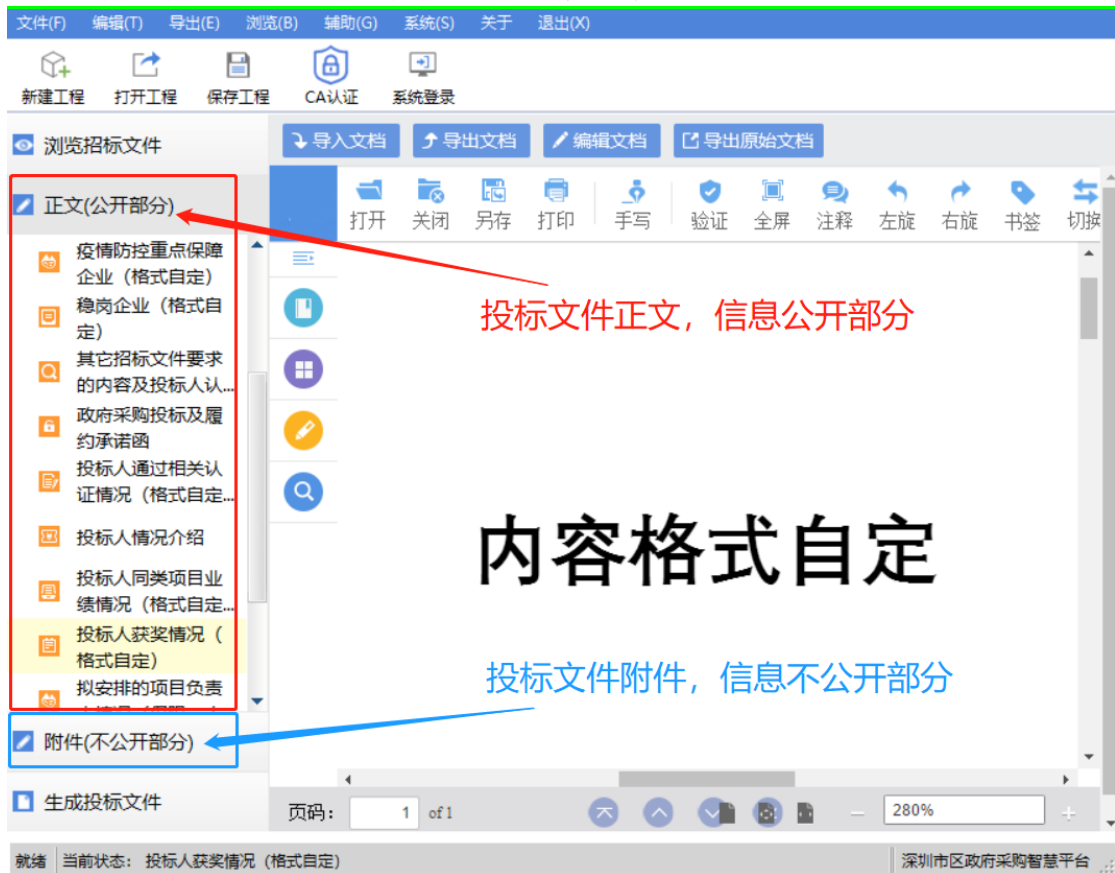 文件(F) 编辑(T) 导出(E) 浏览(B) 辅助(G) 系统(S) 关于 退出(X)
新建工程 打开工程 保存工程 CA认证 系统登录
浏览招标文件
导入文档 导出文档 编辑文档 导出原始文档
正文(公开部分)
打开 关闭 另存 打印 手写 验证 全屏 注释 左旋 右旋 书签 切换
疫情防控重点保障
企业（格式自定）
稳岗企业（格式自
定）
其它招标文件要求
的内容及投标人认...
政府采购投标及履
约承诺函
投标人通过相关认
证情况（格式自定...
投标人情况介绍
投标人同类项目业
绩情况（格式自定...
投标人获奖情况（
格式自定）
拟安排的项目负责
投标文件正文，信息公开部分
内容格式自定
投标文件附件，信息不公开部分
附件(不公开部分)
生成投标文件
页码： 1 of 1 280%
就绪 当前状态： 投标人获奖情况（格式自定） 深圳市区政府采购智慧平台